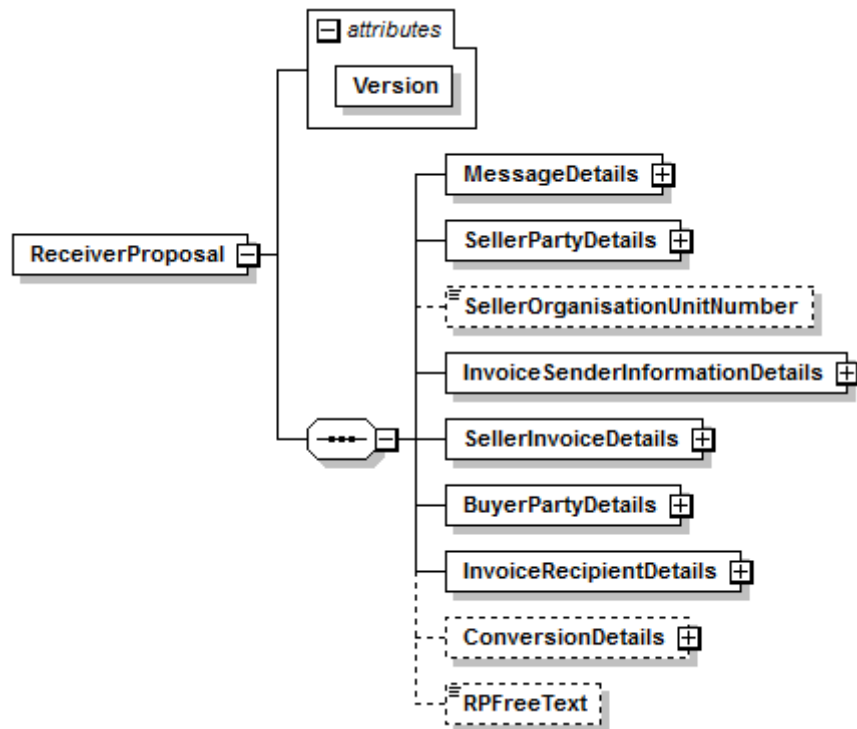 attributes
Version
MessageDetails
SellerPartyDetails
ReceiverProposal
SellerOrganisationUnitNumber
InvoiceSenderInformationDetails
SellerInvoiceDetails
BuyerPartyDetails
InvoiceRecipientDetails
ConversionDetails
RPFreeText